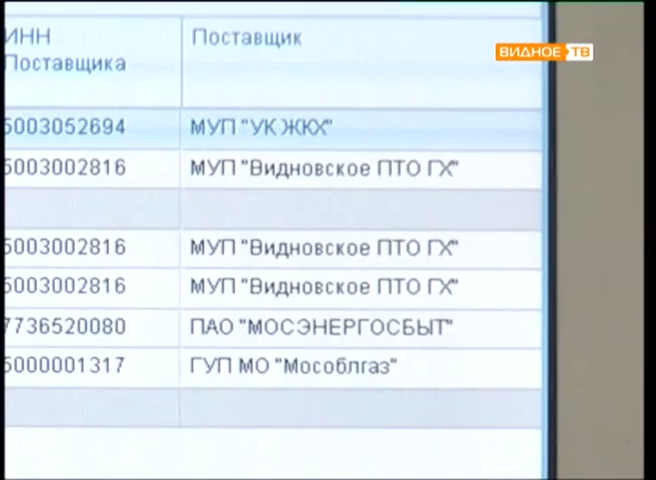 ИНН
Поставщика
Поставщик
ВИДНОЕ ТВ
5003052694 МУП "УК ЖКХ"
5003002816 МУП "Видновское ПТО ГХ"
5003002816 МУП "Видновское ПТО ГХ"
5003002816 МУП "Видновское ПТО ГХ"
7736520080 ПАО "МОСЭНЕРГОСБЫТ"
5000001317 ГУП МО "Мособлгаз"